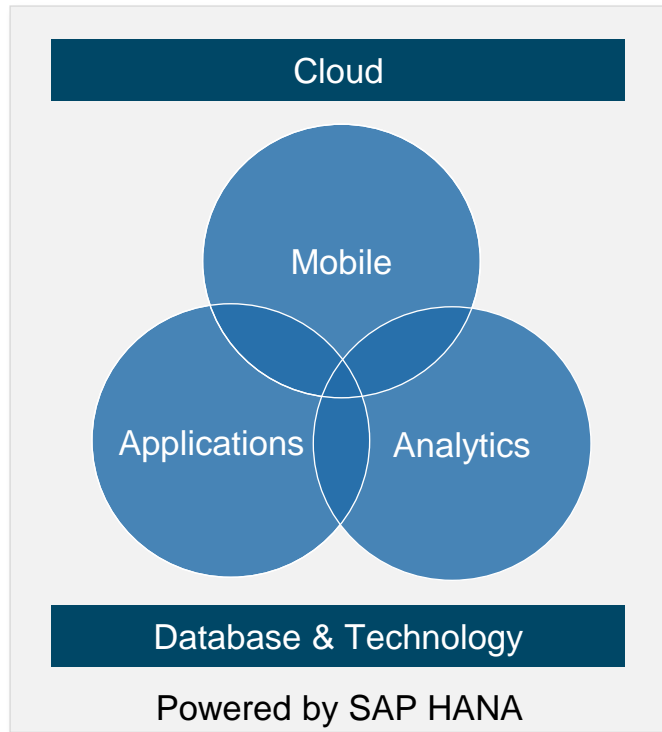 Cloud
Mobile
Applications
Analytics
Database & Technology
Powered by SAP HANA